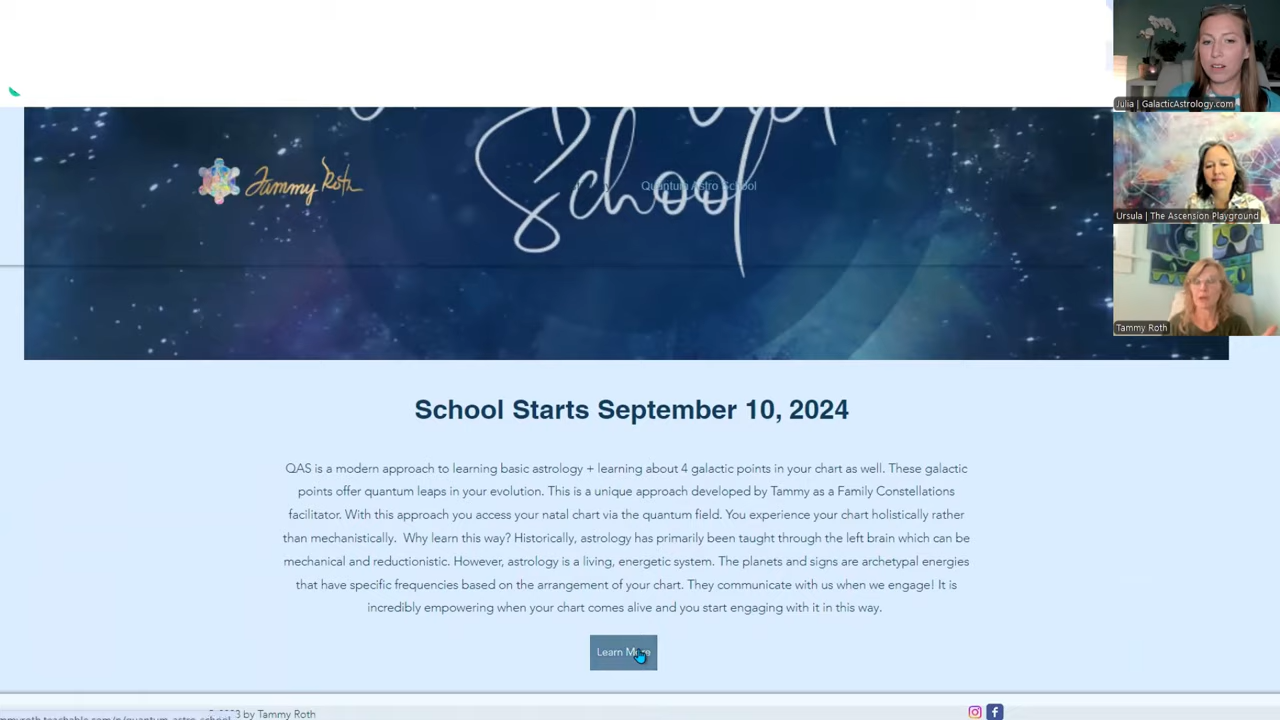 Julia | GalacticAstrology.com
School
Tammy Roth
Quantum Astro School
Ursula | The Ascension Playground
Tammy Roth
School Starts September 10, 2024
QAS is a modern approach to learning basic astrology + learning about 4 galactic points in your chart as well. These galactic
points offer quantum leaps in your evolution. This is a unique approach developed by Tammy as a Family Constellations
facilitator. With this approach you access your natal chart via the quantum field. You experience your chart holistically rather
than mechanistically. Why learn this way? Historically, astrology has primarily been taught through the left brain which can be
mechanical and reductionistic. However, astrology is a living, energetic system. The planets and signs are archetypal energies
that have specific frequencies based on the arrangement of your chart. They communicate with us when we engage! It is
incredibly empowering when your chart comes alive and you start engaging with it in this way.
Learn More
by Tammy Roth